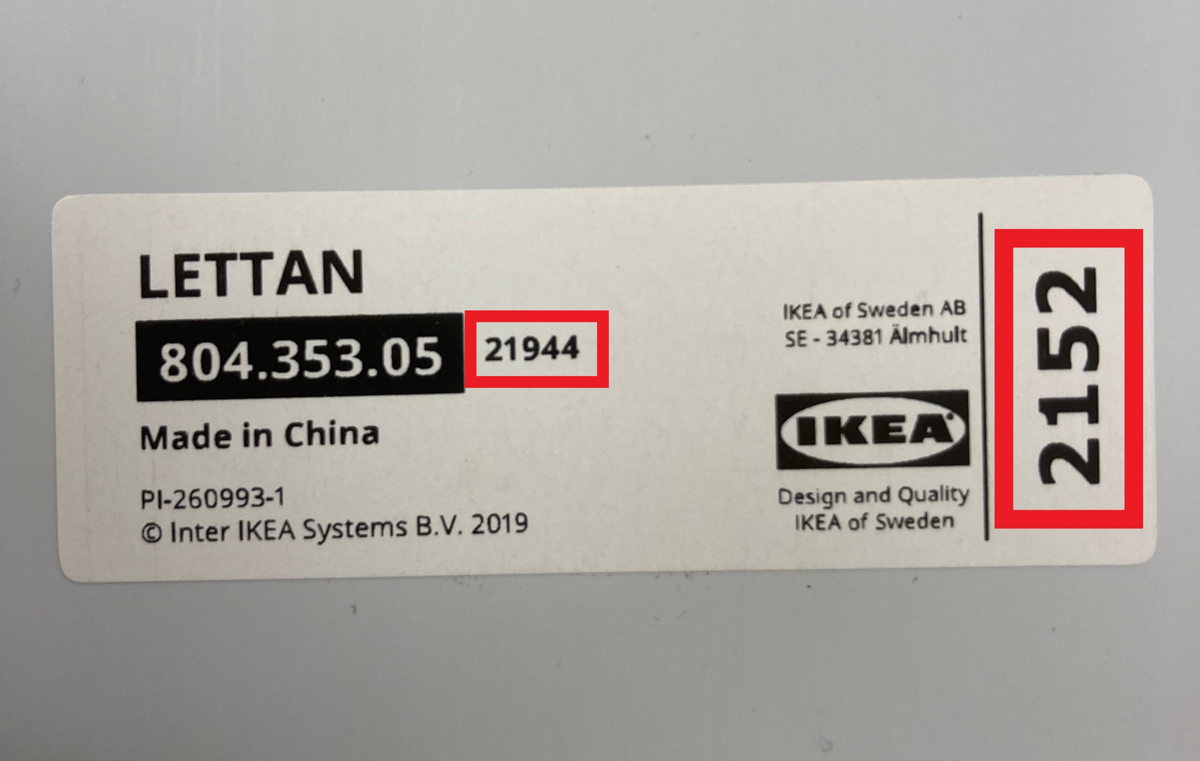 LETTAN
804.353.05 21944
Made in China
PI-260993-1
© Inter IKEA Systems B.V. 2019
IKEA of Sweden AB
SE - 34381 Älmhult
IKEA
Design and Quality
IKEA of Sweden
2152